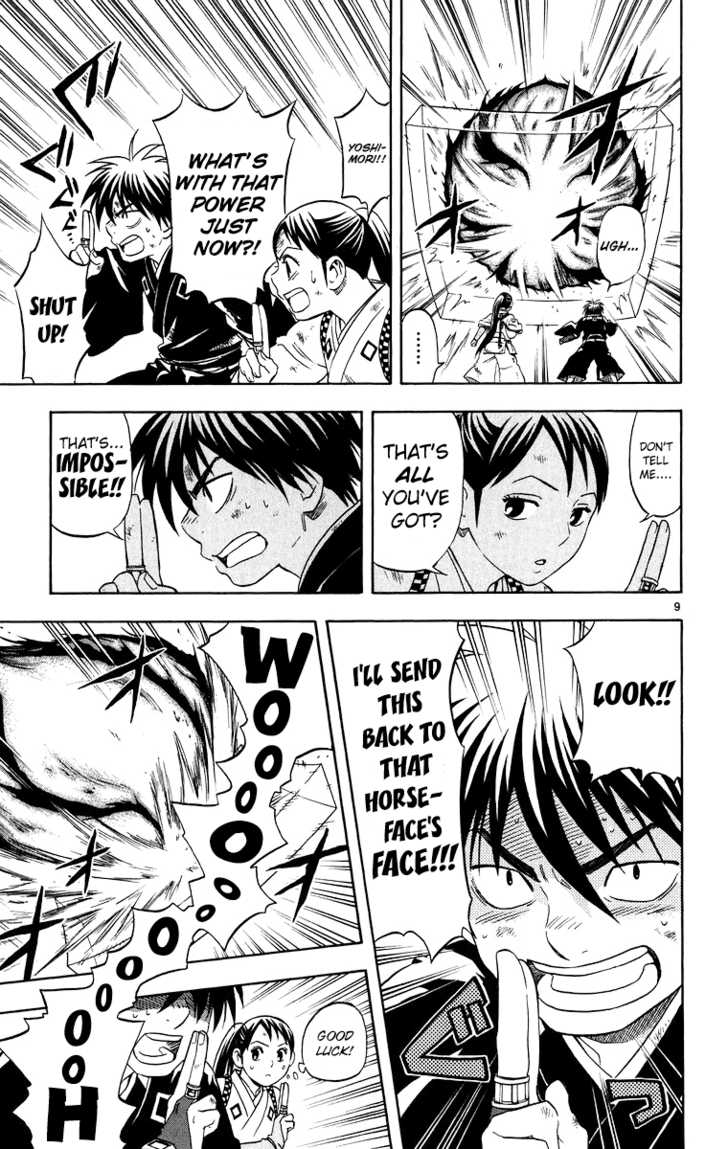 UGH...
......
YOSHI-
MORI!!
WHAT'S
WITH THAT
POWER
JUST
NOW?!
SHUT
UP!
DON'T
TELL
ME....
THAT'S
ALL
YOU'VE
GOT?
THAT'S...
IMPOS-
SIBLE!!
9
LOOK!!
I'LL SEND
THIS
BACK TO
THAT
HORSE-
FACE'S
FACE!!!
WOOOOOOOOOOOH
GOOD
LUCK!